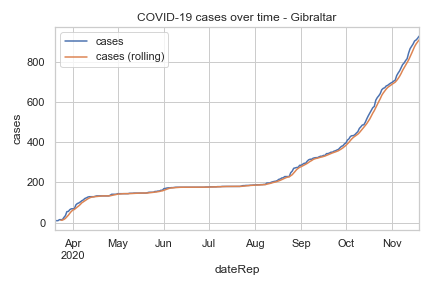 COVID-19 cases over time - Gibraltar
cases
cases (rolling)
800
600
400
200
0
cases
Apr
2020
May
Jun
Jul
Aug
Sep
Oct
Nov
dateRep